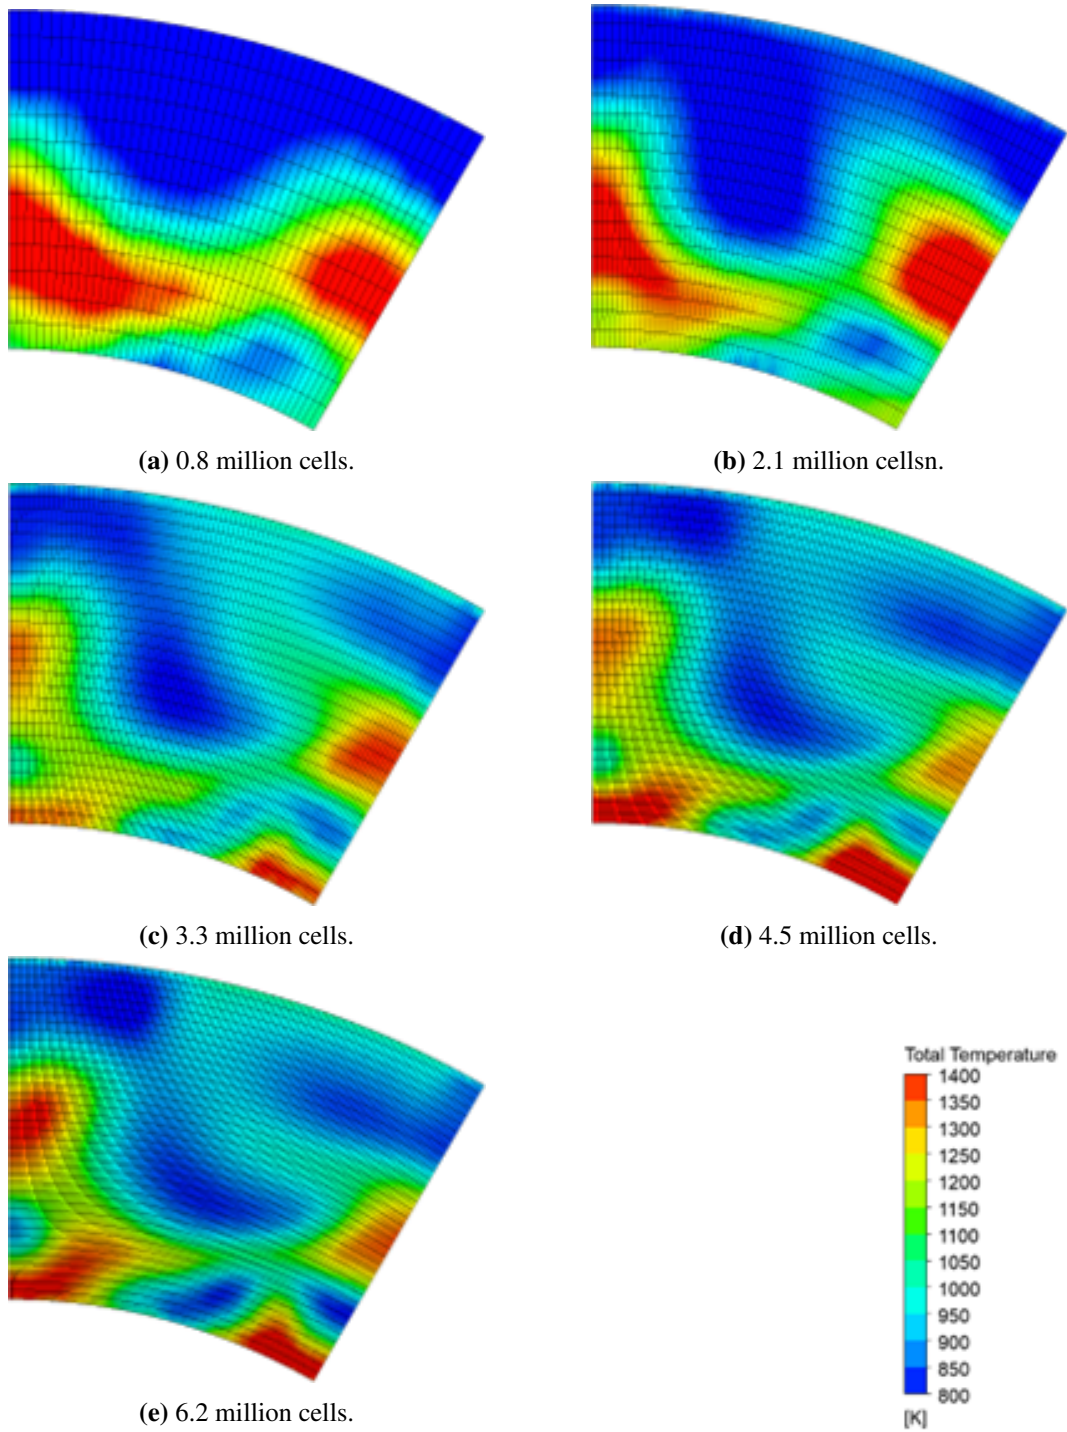 (a) 0.8 million cells.
(b) 2.1 million cellsn.
(c) 3.3 million cells.
(d) 4.5 million cells.
(e) 6.2 million cells.
Total Temperature
1400
1350
1300
1250
1200
1150
1100
1050
1000
950
900
850
800
[K]